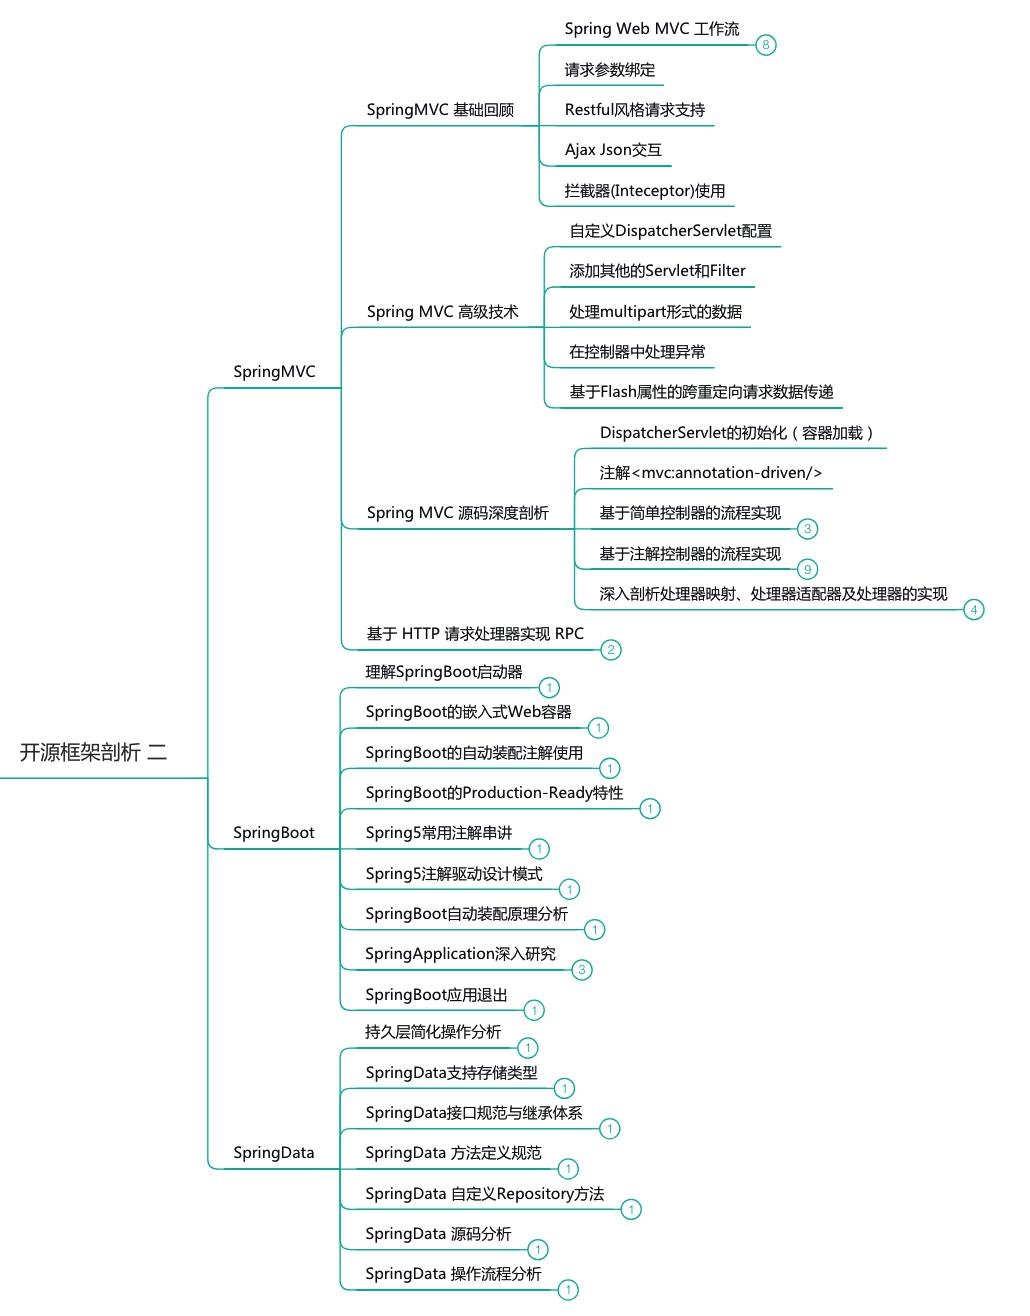 Spring Web MVC 工作流
8
请求参数绑定
SpringMVC 基础回顾
Restful风格请求支持
Ajax Json交互
拦截器(Inteceptor)使用
自定义DispatcherServlet配置
添加其他的Servlet和Filter
Spring MVC 高级技术
处理multipart形式的数据
在控制器中处理异常
SpringMVC
基于Flash属性的跨重定向请求数据传递
DispatcherServlet的初始化（容器加载）
注解<mvc:annotation-driven/>
Spring MVC 源码深度剖析
基于简单控制器的流程实现
3
基于注解控制器的流程实现
9
深入剖析处理器映射、处理器适配器及处理器的实现
4
基于 HTTP 请求处理器实现 RPC
2
理解SpringBoot启动器
1
SpringBoot的嵌入式Web容器
1
开源框架剖析 二
SpringBoot的自动装配注解使用
1
SpringBoot的Production-Ready特性
1
SpringBoot
Spring5常用注解串讲
1
Spring5注解驱动设计模式
1
SpringBoot自动装配原理分析
1
SpringApplication深入研究
3
SpringBoot应用退出
1
持久层简化操作分析
1
SpringData支持存储类型
1
SpringData接口规范与继承体系
1
SpringData
SpringData 方法定义规范
1
SpringData 自定义Repository方法
1
SpringData 源码分析
1
SpringData 操作流程分析
1